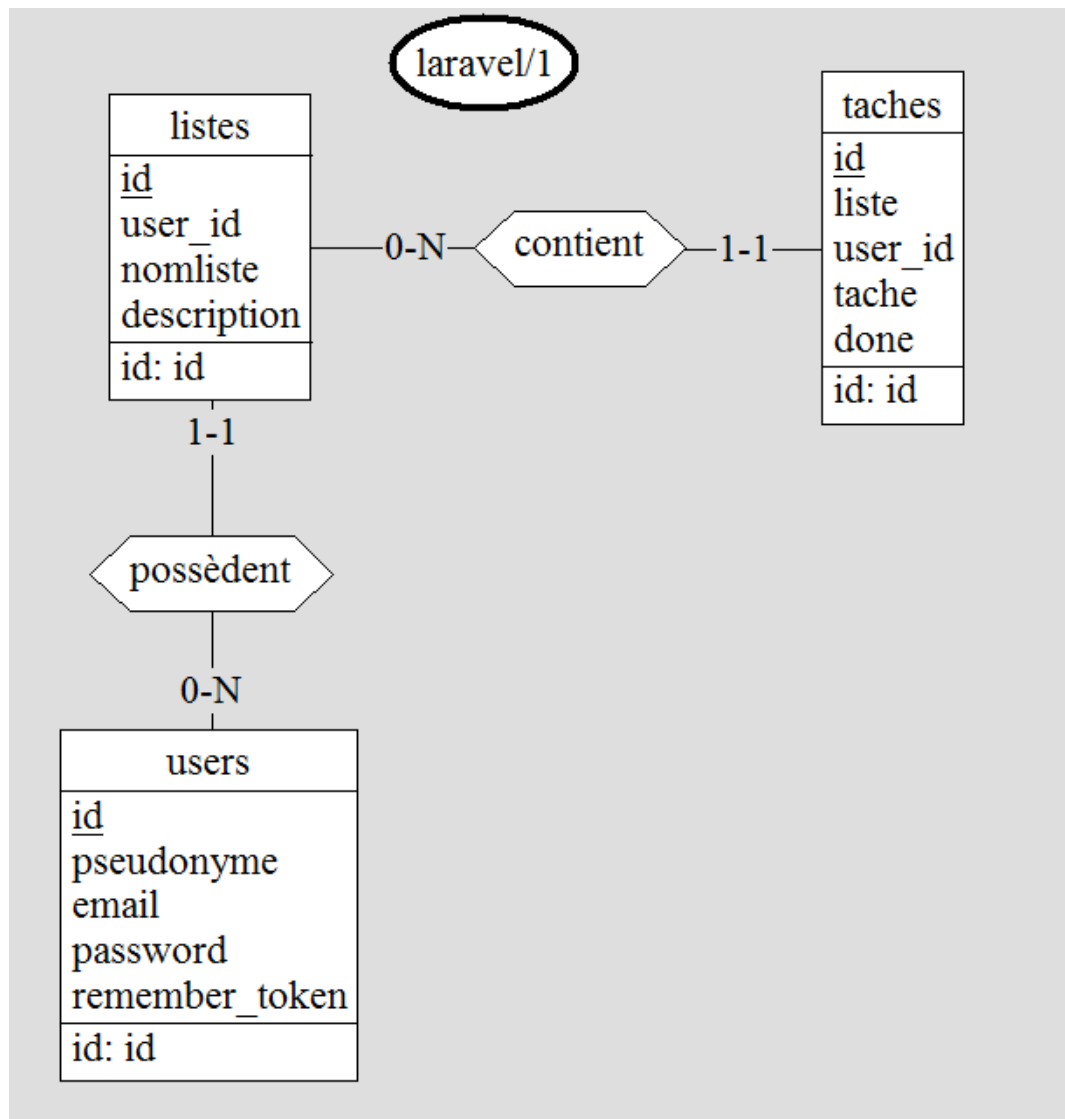 laravel/1
listes
id
user_id
nomliste
description
id: id
0-N
contient
1-1
taches
id
liste
user_id
tache
done
id: id
1-1
possèdent
0-N
users
id
pseudonyme
email
password
remember_token
id: id